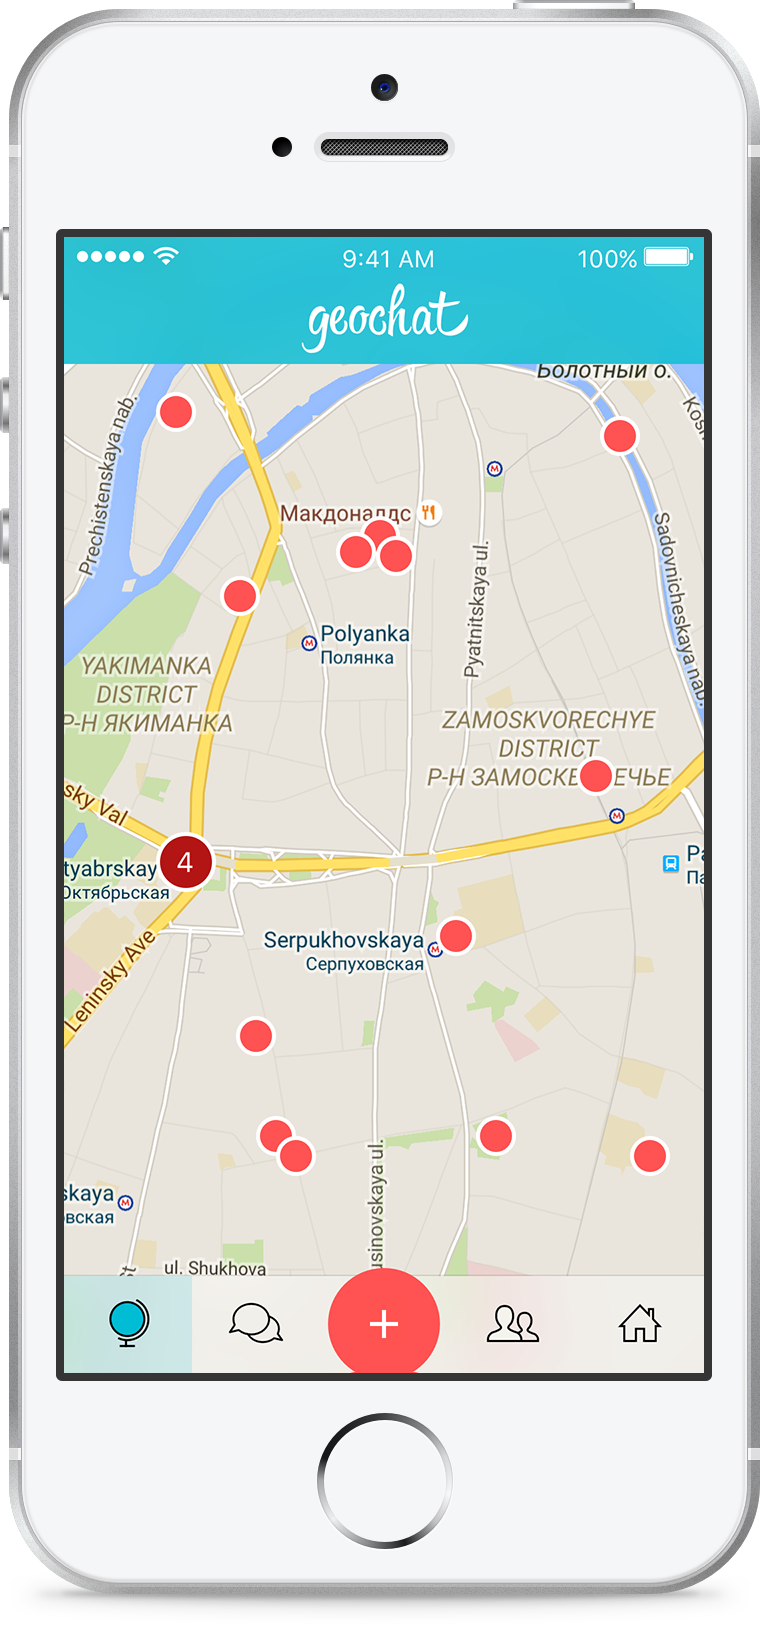 9:41 AM
100%
geochat
Болотный о.
Prechistenskaya nab.
Макдоналдс
Sadovnicheskaya nab.
Pyatnitskaya ul.
Polyanka
Полянка
YAKIMANKA
DISTRICT
Р-Н ЯКИМАНКА
ZAMOSKVORECHYE
DISTRICT
Р-Н ЗАМОСКВ ЕЧЬЕ
sky Val
4
tyabrskay
Октябрьская
Pa
Па
Leninsky Ave
Serpukhovskaya
Серпуховская
skaya
вская
usinovskaya ul.
St
ul. Shukhova